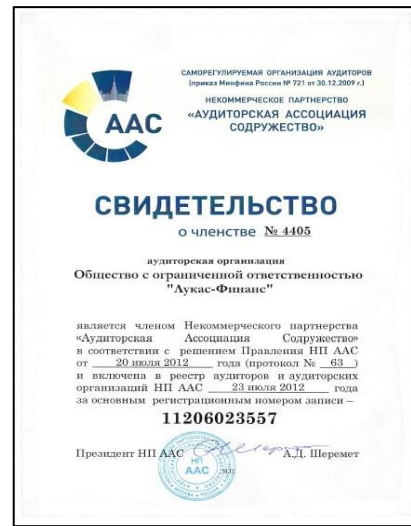 ААС
САМОРЕГУЛИРУЕМАЯ ОРГАНИЗАЦИЯ АУДИТОРОВ
(приказ Минфина России № 721 от 30.12.2009 г.)
НЕКОММЕРЧЕСКОЕ ПАРТНЕРСТВО
«АУДИТОРСКАЯ АССОЦИАЦИЯ
СОДРУЖЕСТВО»
СВИДЕТЕЛЬСТВО
о членстве № 4405
аудиторская организация
Общество с ограниченной ответственностью
"Лукас-Финанс"
является членом Некоммерческого партнерства
«Аудиторская Ассоциация Содружество»
в соответствии с решением Правления НП ААС
от 20 июля 2012 года (протокол № 63 )
и включена в реестр аудиторов и аудиторских
организаций НП ААС 23 июля 2012 года
за основным регистрационным номером записи –
11206023557
Президент НП ААС А.Д. Шеремет
НП
ААС
М.П.